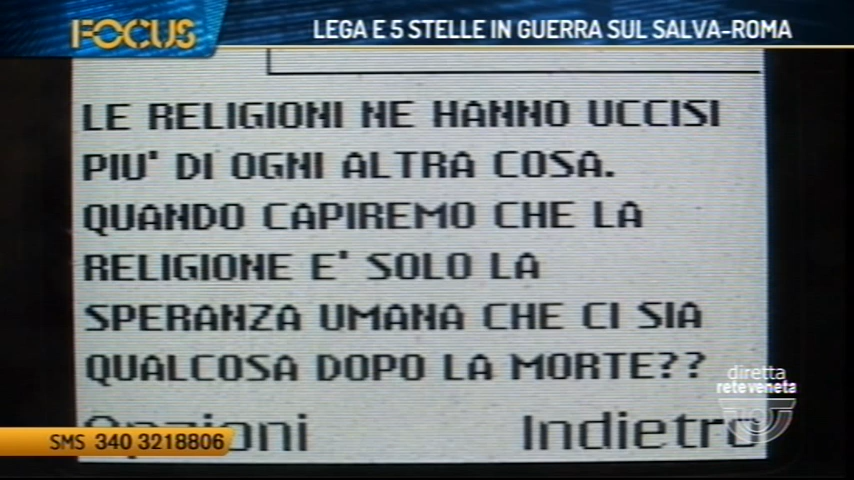 FOCUS
LEGA E 5 STELLE IN GUERRA SUL SALVA-ROMA
LE RELIGIONI NE HANNO UCCISI
PIU' DI OGNI ALTRA COSA.
QUANDO CAPIREMO CHE LA
RELIGIONE E' SOLO LA
SPERANZA UMANA CHE CI SIA
QUALCOSA DOPO LA MORTE??
diretta
reteveneta
Opzioni Indietro
SMS 340 3218806